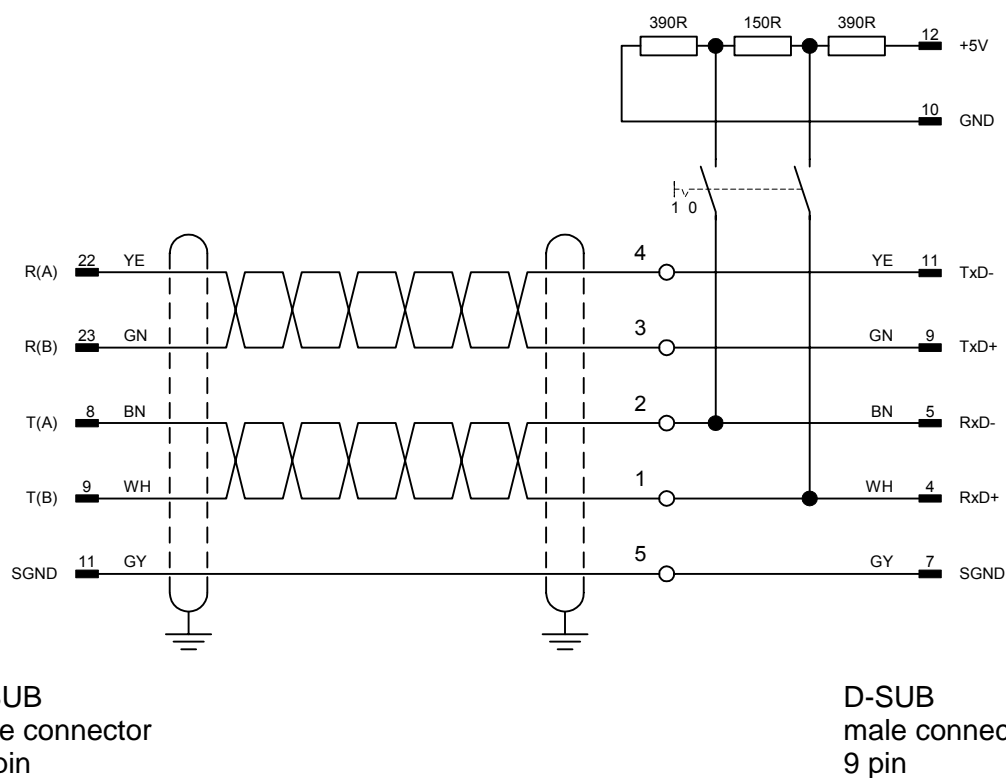 390R 150R 390R
12 +5V
10 GND
1 0
R(A) 22 YE 4 YE 11 TxD-
R(B) 23 GN 3 GN 9 TxD+
T(A) 8 BN 2 BN 5 RxD-
T(B) 9 WH 1 WH 4 RxD+
SGND 11 GY 5 GY 7 SGND
UB
e connector
pin
D-SUB
male connec
9 pin